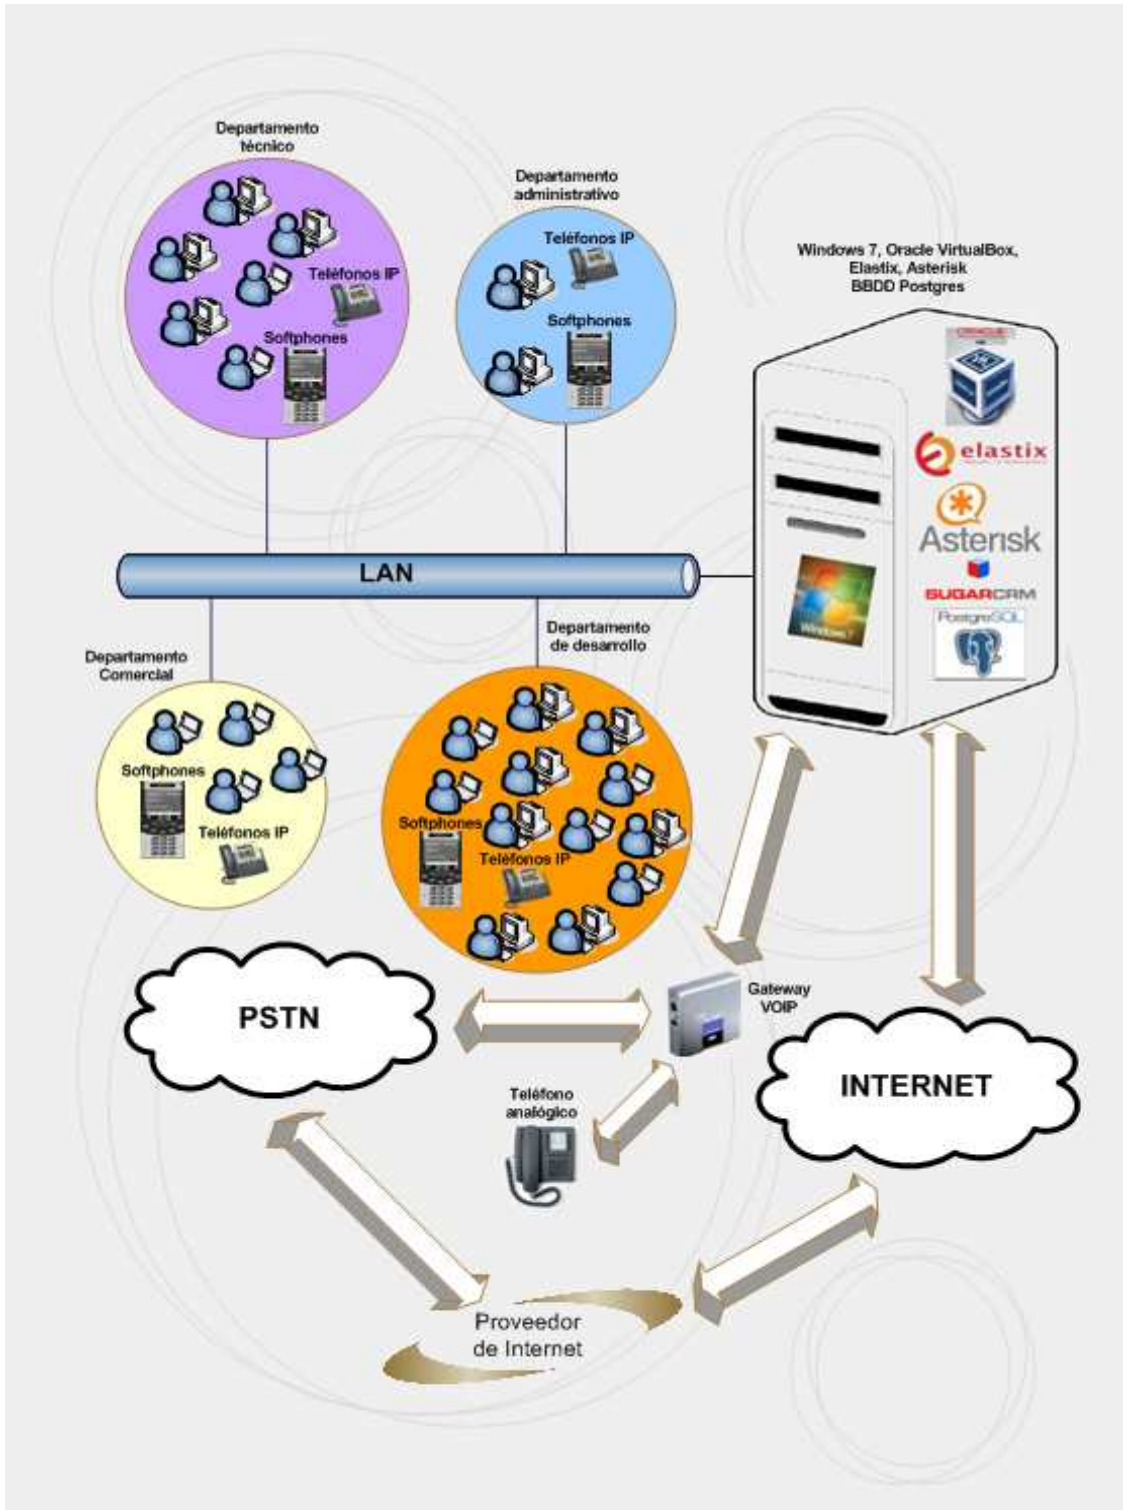 Departamento
técnico
Teléfonos IP
Softphones
Departamento
administrativo
Teléfonos IP
Softphones
Windows 7, Oracle VirtualBox,
Elastix, Asterisk
BBDD Postgres
elastix
Asterisk
SUGARCRM
PostgreSQL
Windows 7
LAN
Departamento
Comercial
Softphones
Teléfonos IP
Departamento
de desarrollo
Softphones
Teléfonos IP
PSTN
Gateway
VOIP
INTERNET
Teléfono
analógico
Proveedor
de Internet